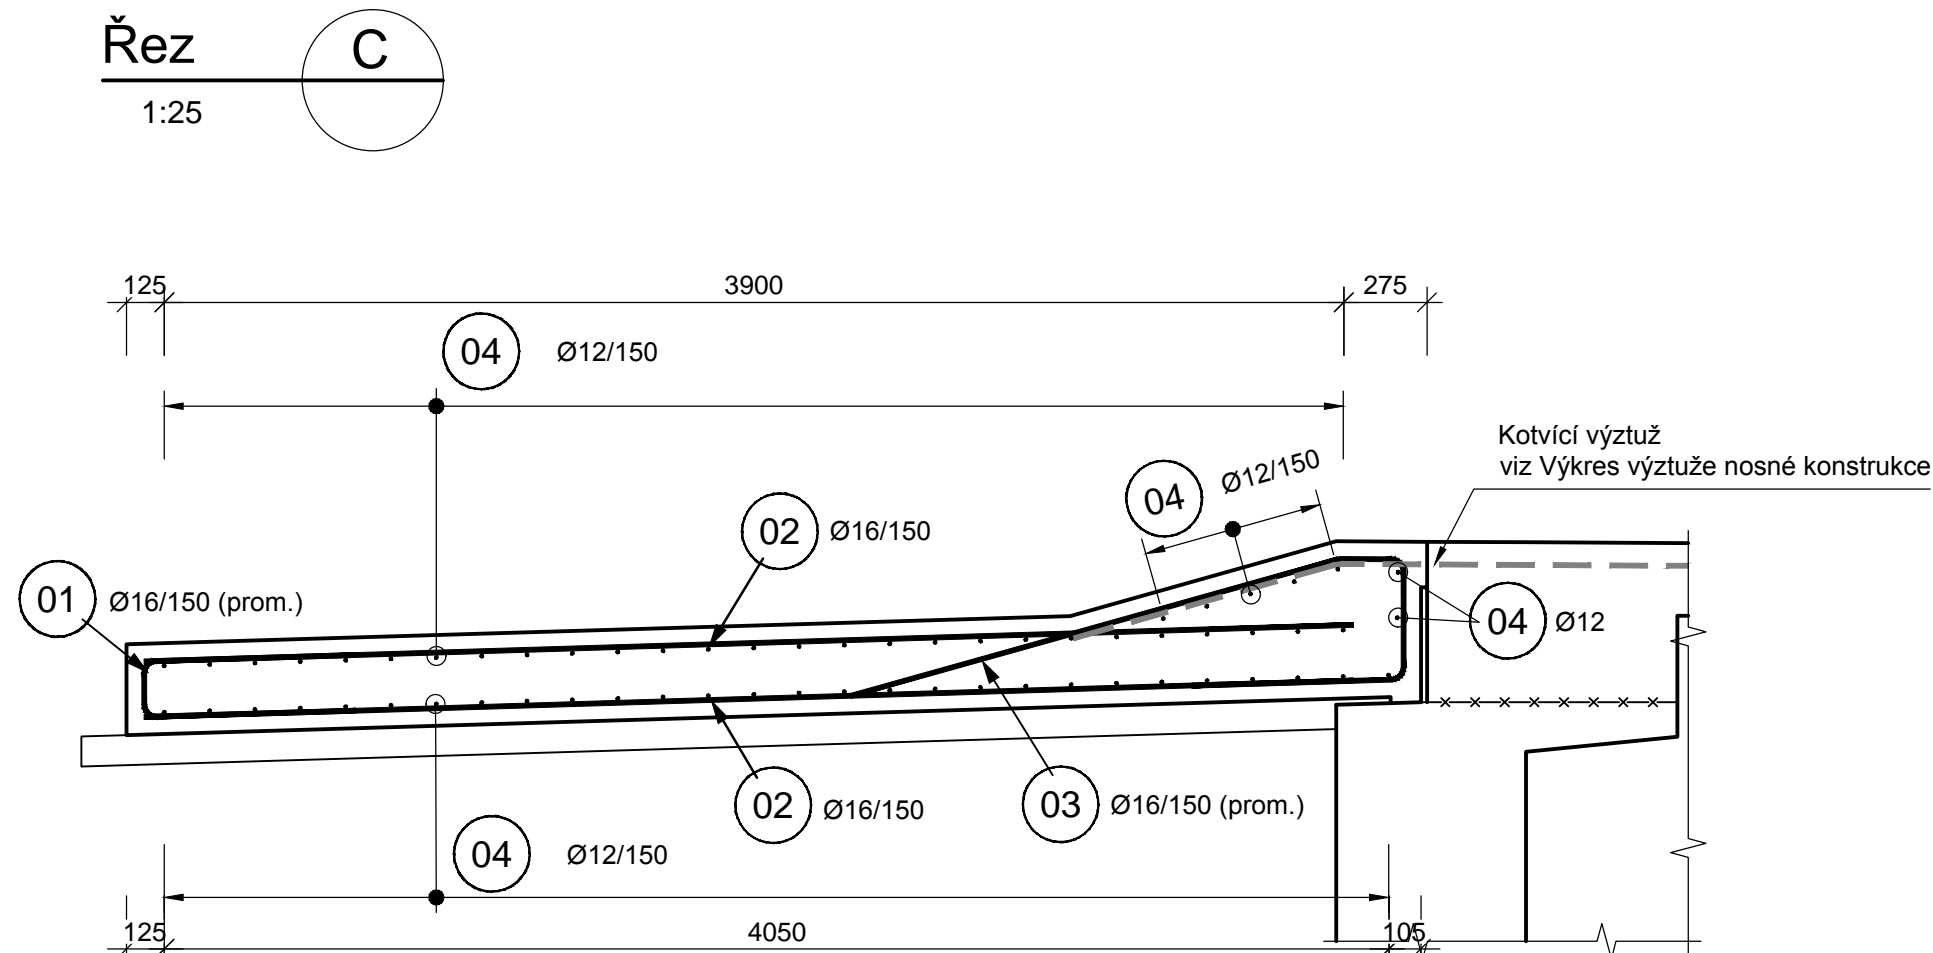 Řez C
1:25
125 3900 275
04 Ø12/150
Kotvící výztuž
viz Výkres výztuže nosné konstrukce
04 Ø12/150
02 Ø16/150
01 Ø16/150 (prom.)
04 Ø12
02 Ø16/150
03 Ø16/150 (prom.)
04 Ø12/150
125 4050 105